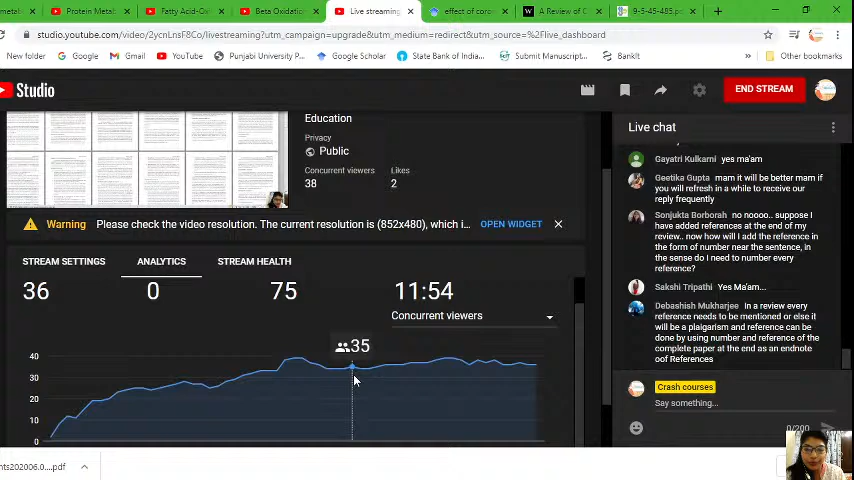 Protein Metab
Fatty Acid-Oxi
Beta Oxidation
Live streaming
effect of coro
A Review of C
9-5-45-485.p
studio.youtube.com/video/2ycnLnsF8Co/livestreaming?utm_campaign=upgrade&utm_medium=redirect&utm_source=%2Flive_dashboard
New folder Google Gmail YouTube Punjabi University P... Google Scholar State Bank of India... Submit Manuscript... BankIt » Other bookmarks
Studio
END STREAM
Education
Privacy
Public
Concurrent viewers Likes
38 2
Warning Please check the video resolution. The current resolution is (852x480), which i... OPEN WIDGET
STREAM SETTINGS ANALYTICS STREAM HEALTH
36 0 75 11:54
Concurrent viewers
35
40
30
20
10
0
Live chat
Gayatri Kulkarni yes ma'am
Geetika Gupta mam it will be better mam if
you will refresh in a while to receive our
reply frequently
Sonjukta Borborah no noooo.. suppose I
have added references at the end of my
review.. now how will I add the reference in
the form of number near the sentence, in
the sense do I need to number every
reference?
Sakshi Tripathi Yes Ma'am...
Debashish Mukharjee In a review every
reference needs to be mentioned or else it
will be a plaigarism and reference can be
done by using number and reference of the
complete paper at the end as an endnote
oof References
Crash courses
Say something...
0/200
nts202006.0....pdf